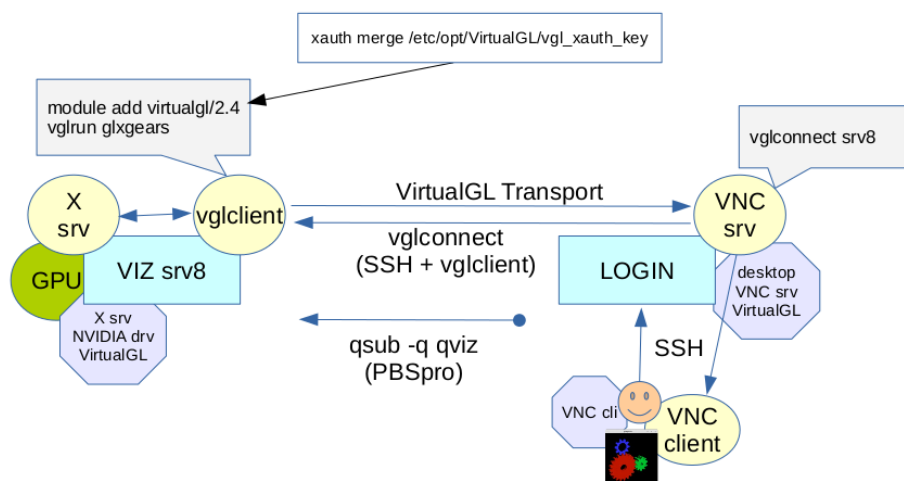 xauth merge /etc/opt/VirtualGL/vgl_xauth_key
module add virtualgl/2.4
vglrun glxgears
vglconnect srv8
X
srv
vglclient
VirtualGL Transport
VNC
srv
vglconnect
(SSH + vglclient)
GPU
VIZ srv8
LOGIN
desktop
VNC srv
VirtualGL
X srv
NVIDIA drv
VirtualGL
qsub -q qviz
(PBSpro)
SSH
VNC cli
VNC
client